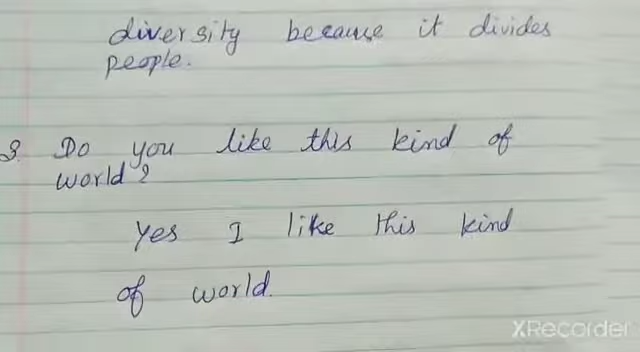 diversity because it divides
people.
3. Do you like this kind of
world?
Yes I like this kind
of world.
XRecorder